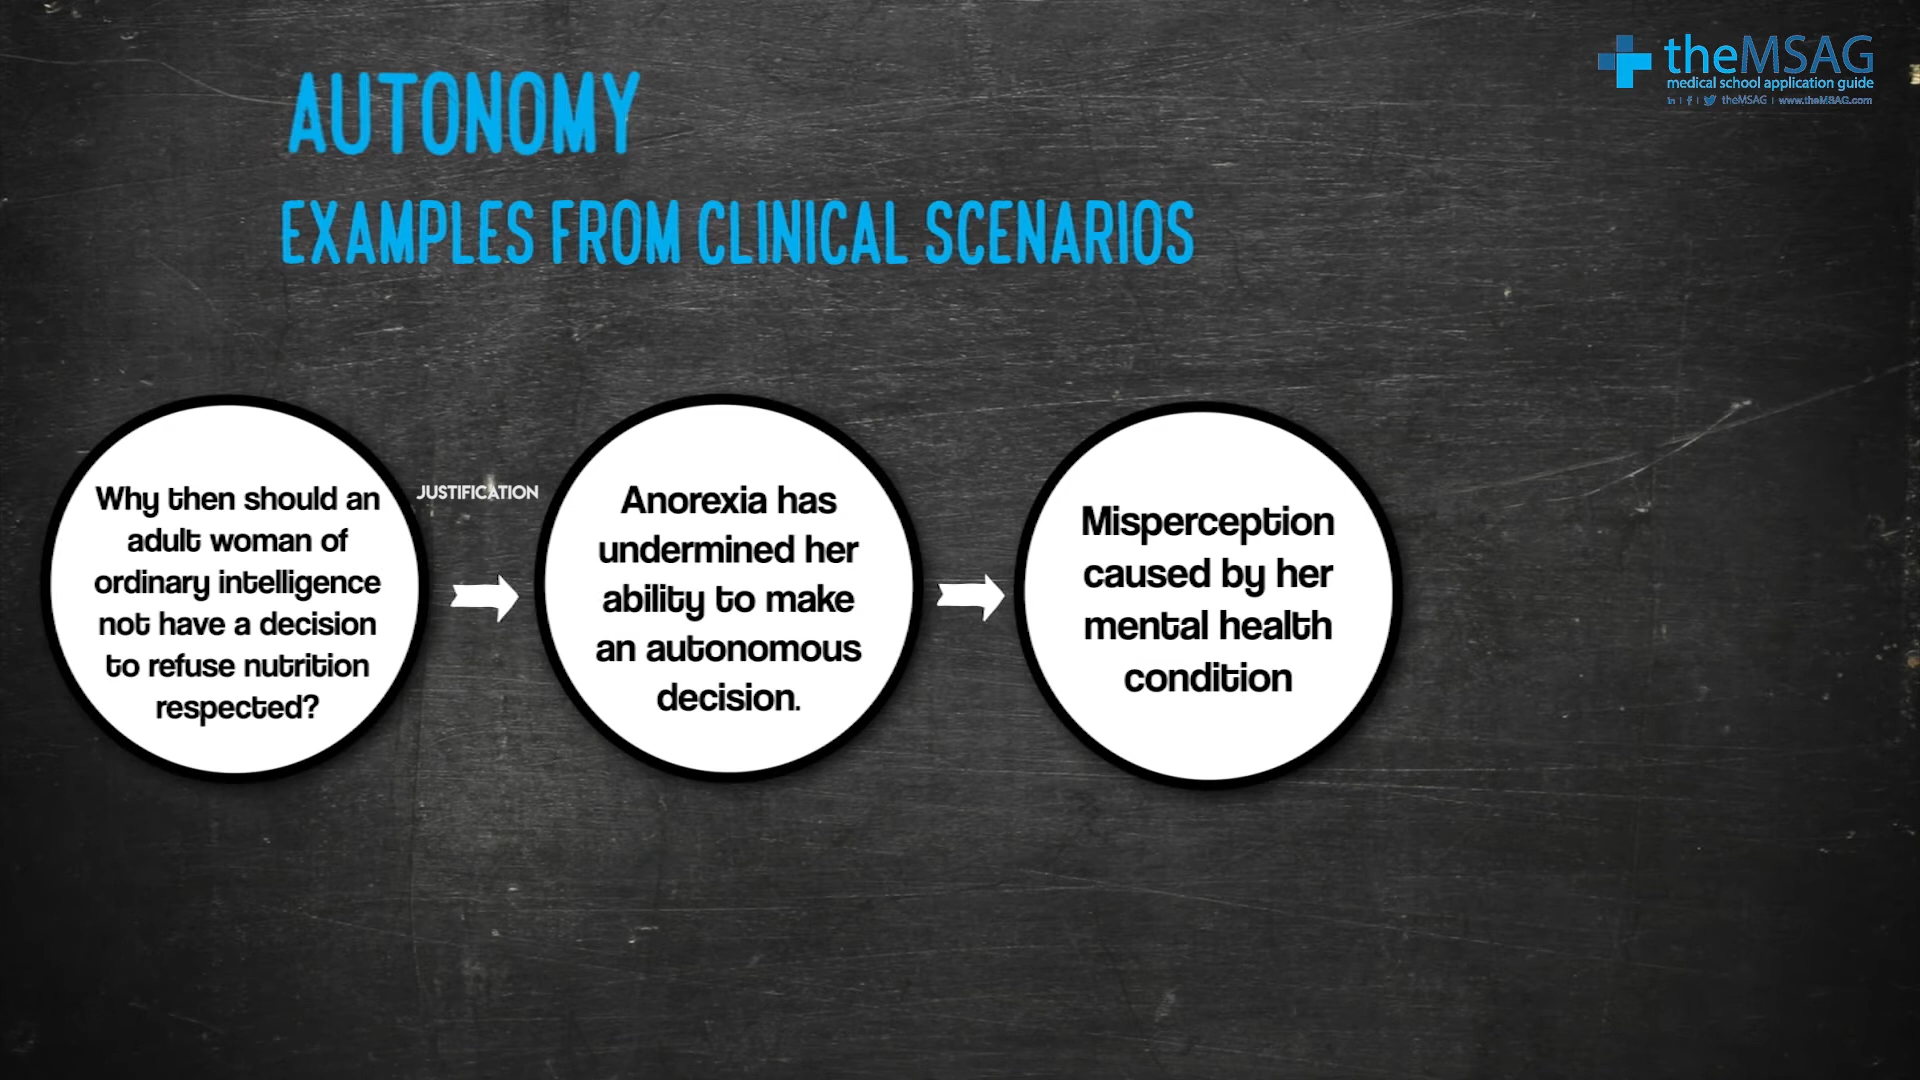 theMSAG
medical school application guide
in | f | theMSAG | www.theMSAG.com
AUTONOMY
EXAMPLES FROM CLINICAL SCENARIOS
Why then should an
adult woman of
ordinary intelligence
not have a decision
to refuse nutrition
respected?
JUSTIFICATION
Anorexia has
undermined her
ability to make
an autonomous
decision.
Misperception
caused by her
mental health
condition